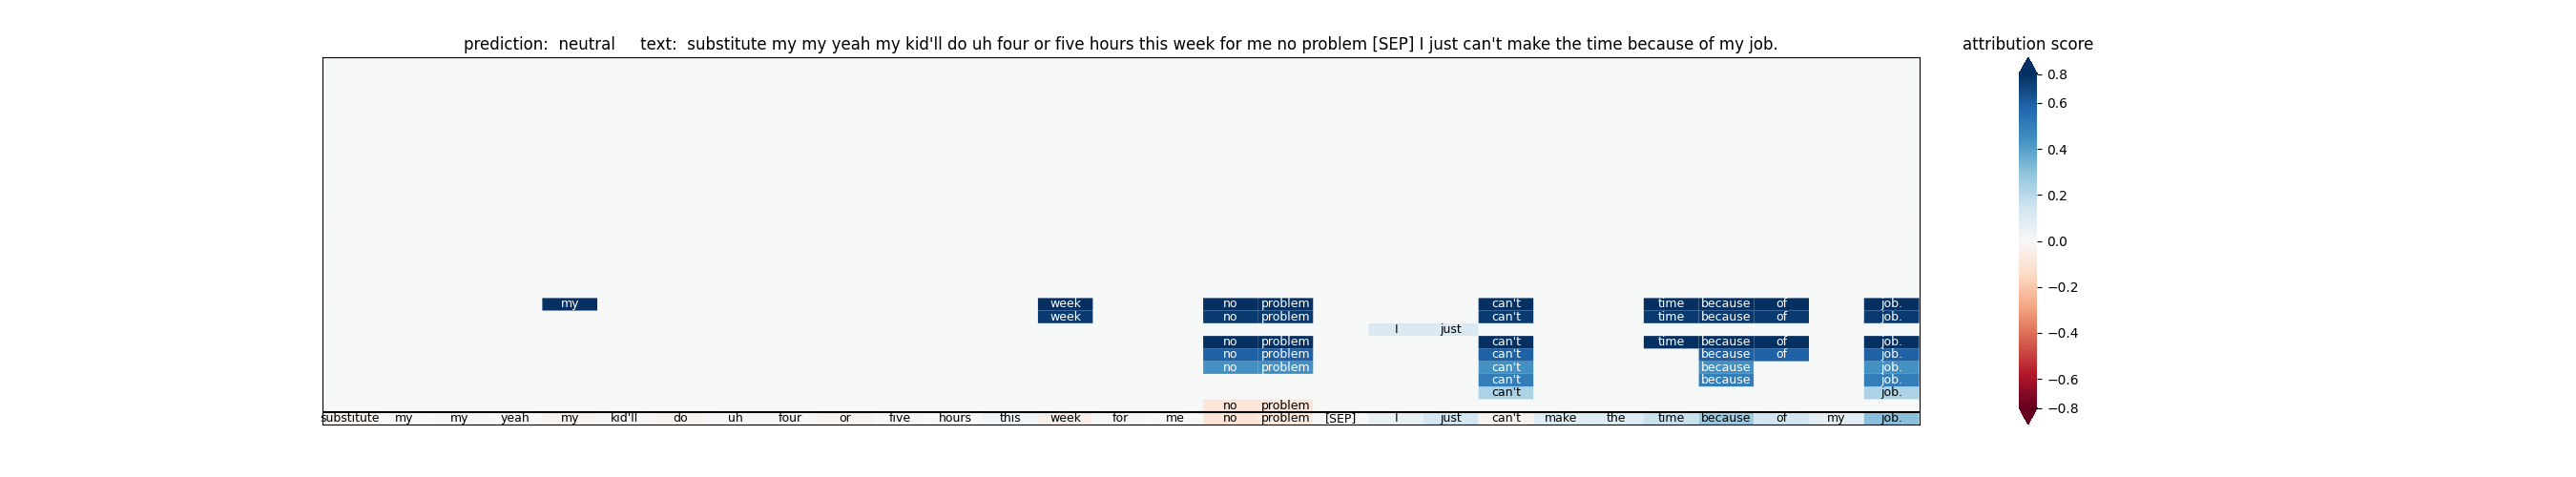 prediction:  neutral     text:  substitute my my yeah my kid'll do uh four or five hours this week for me no problem [SEP] I just can't make the time because of my job.
attribution score
0.8
0.6
0.4
0.2
0.0
−0.2
−0.4
−0.6
−0.8
my week no problem can't time because of job.
week no problem can't time because of job.
I just
no problem can't time because of job.
no problem can't because of job.
no problem can't because job.
can't because job.
can't job.
no problem
substitute my my yeah my kid'll do uh four or five hours this week for me no problem [SEP] I just can't make the time because of my job.